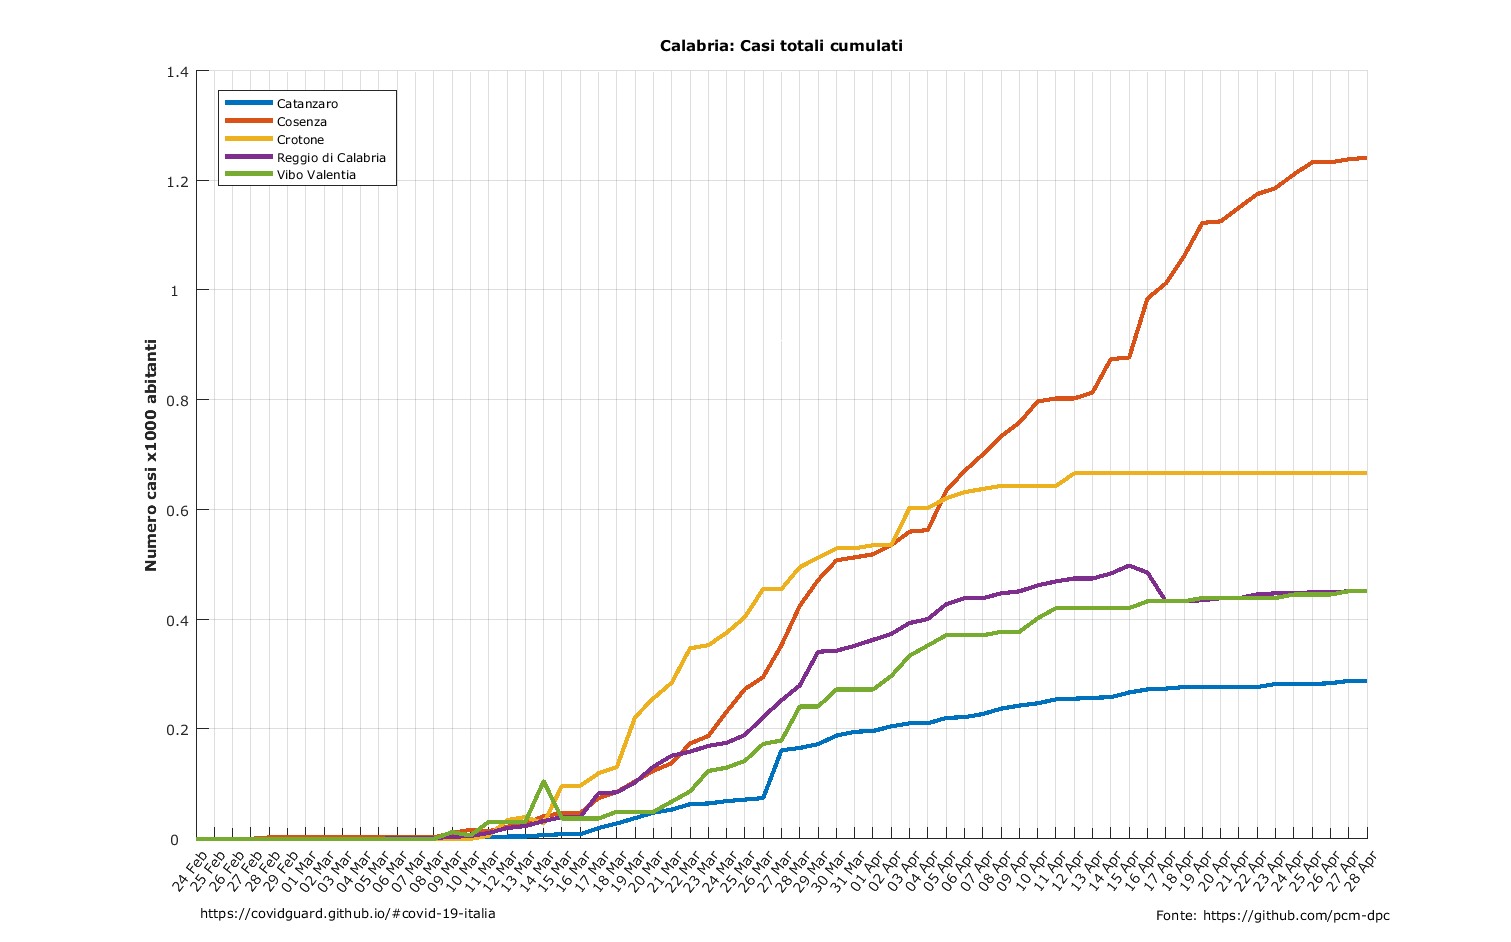 Calabria: Casi totali cumulati
1.4
1.2
1
0.8
0.6
0.4
0.2
0
Numero casi x1000 abitanti
Catanzaro
Cosenza
Crotone
Reggio di Calabria
Vibo Valentia
24 Feb
25 Feb
26 Feb
27 Feb
28 Feb
29 Feb
01 Mar
02 Mar
03 Mar
04 Mar
05 Mar
06 Mar
07 Mar
08 Mar
09 Mar
10 Mar
11 Mar
12 Mar
13 Mar
14 Mar
15 Mar
16 Mar
17 Mar
18 Mar
19 Mar
20 Mar
21 Mar
22 Mar
23 Mar
24 Mar
25 Mar
26 Mar
27 Mar
28 Mar
29 Mar
30 Mar
31 Mar
01 Apr
02 Apr
03 Apr
04 Apr
05 Apr
06 Apr
07 Apr
08 Apr
09 Apr
10 Apr
11 Apr
12 Apr
13 Apr
14 Apr
15 Apr
16 Apr
17 Apr
18 Apr
19 Apr
20 Apr
21 Apr
22 Apr
23 Apr
24 Apr
25 Apr
26 Apr
27 Apr
28 Apr
https://covidguard.github.io/#covid-19-italia
Fonte: https://github.com/pcm-dpc